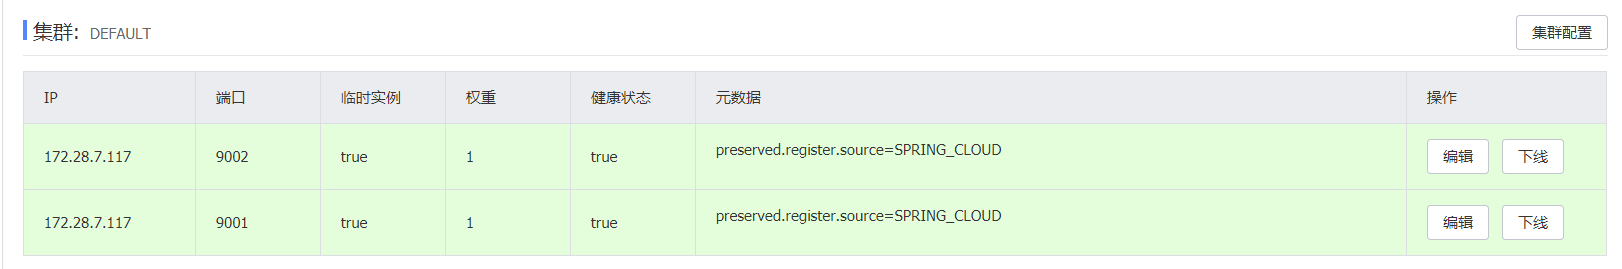 集群: DEFAULT 集群配置
IP 端口 临时实例 权重 健康状态 元数据 操作
172.28.7.117 9002 true 1 true preserved.register.source=SPRING_CLOUD 编辑 下线
172.28.7.117 9001 true 1 true preserved.register.source=SPRING_CLOUD 编辑 下线